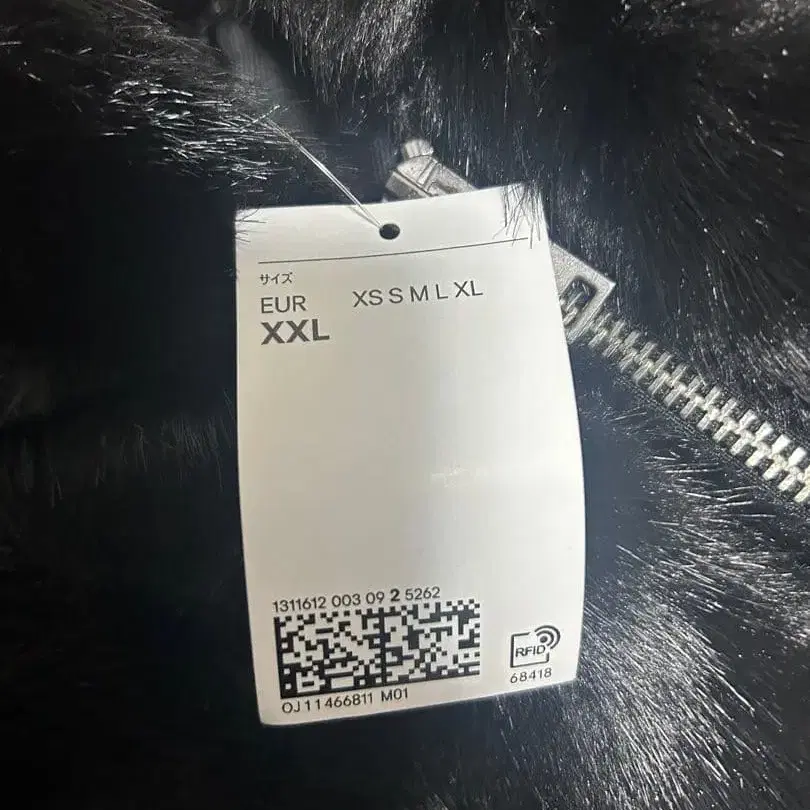 サイズ
EUR XS S M L XL
XXL
1311612 003 09 2 5262
OJ11466811 M01
RFID
68418